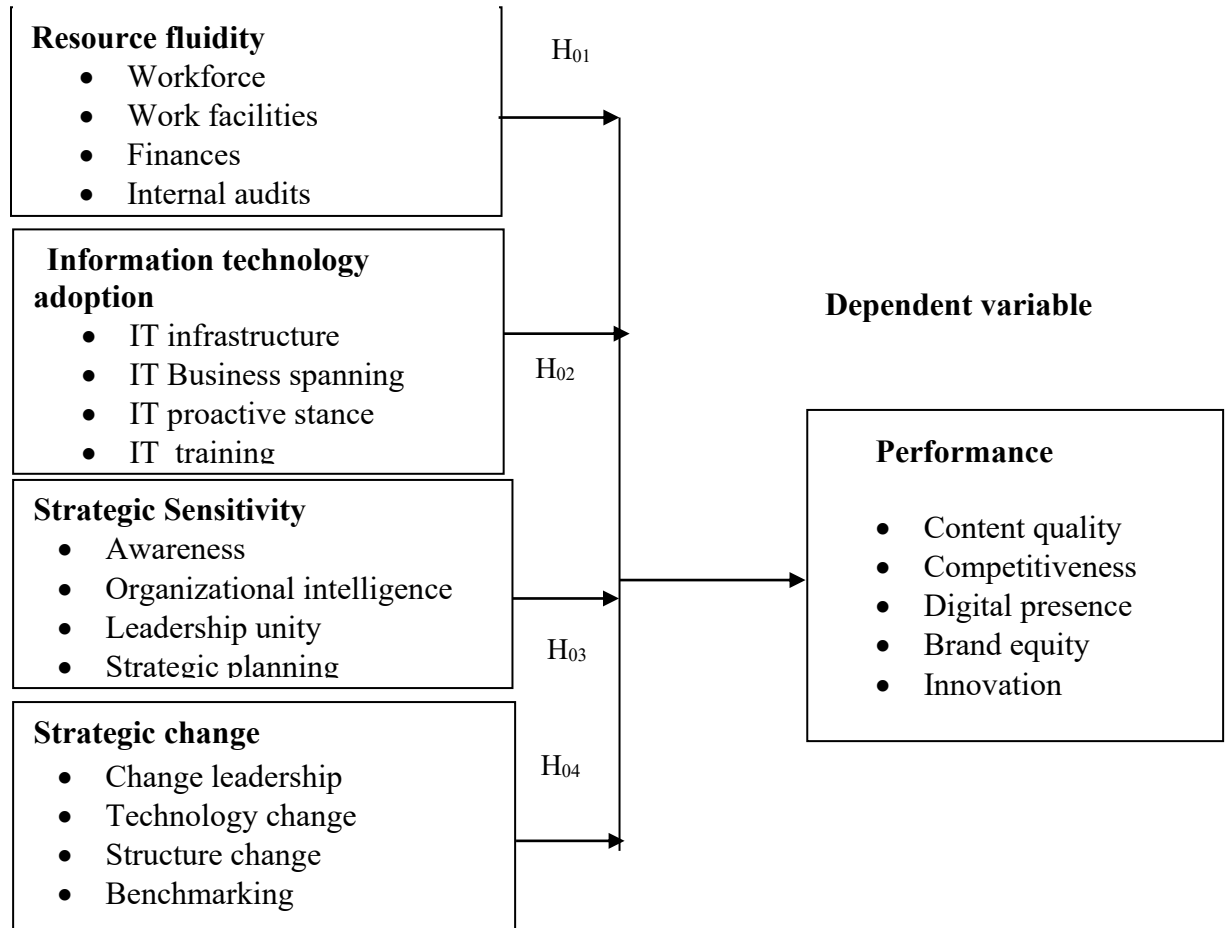 Resource fluidity
• Workforce
• Work facilities
• Finances
• Internal audits
H01
Information technology
adoption
• IT infrastructure
• IT Business spanning
• IT proactive stance
• IT training
H02
Strategic Sensitivity
• Awareness
• Organizational intelligence
• Leadership unity
• Strategic planning
H03
Strategic change
• Change leadership
• Technology change
• Structure change
• Benchmarking
H04
Dependent variable
Performance
• Content quality
• Competitiveness
• Digital presence
• Brand equity
• Innovation